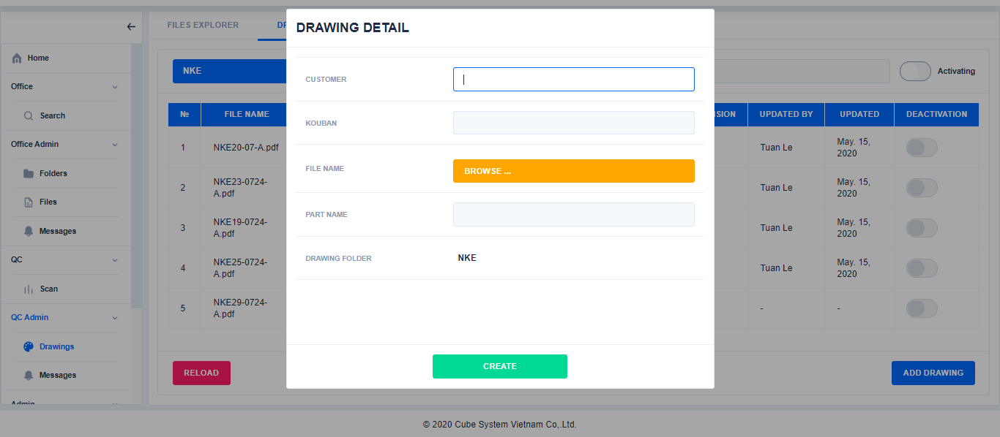 FILES EXPLORER
DRAWING DETAIL
Home
Office
Search
Office Admin
Folders
Files
Messages
QC
Scan
QC Admin
Drawings
Messages
Admin
NKE
Activating
№ FILE NAME UPDATED BY UPDATED DEACTIVATION
1 NKE20-07-A.pdf Tuan Le May. 15,
2020
2 NKE23-0724-
A.pdf Tuan Le May. 15,
2020
3 NKE19-0724-
A.pdf Tuan Le May. 15,
2020
4 NKE25-0724-
A.pdf Tuan Le May. 15,
2020
5 NKE29-0724-
A.pdf - -
CUSTOMER
KOUBAN
FILE NAME BROWSE ...
PART NAME
DRAWING FOLDER NKE
CREATE
RELOAD
ADD DRAWING
© 2020 Cube System Vietnam Co,.Ltd.